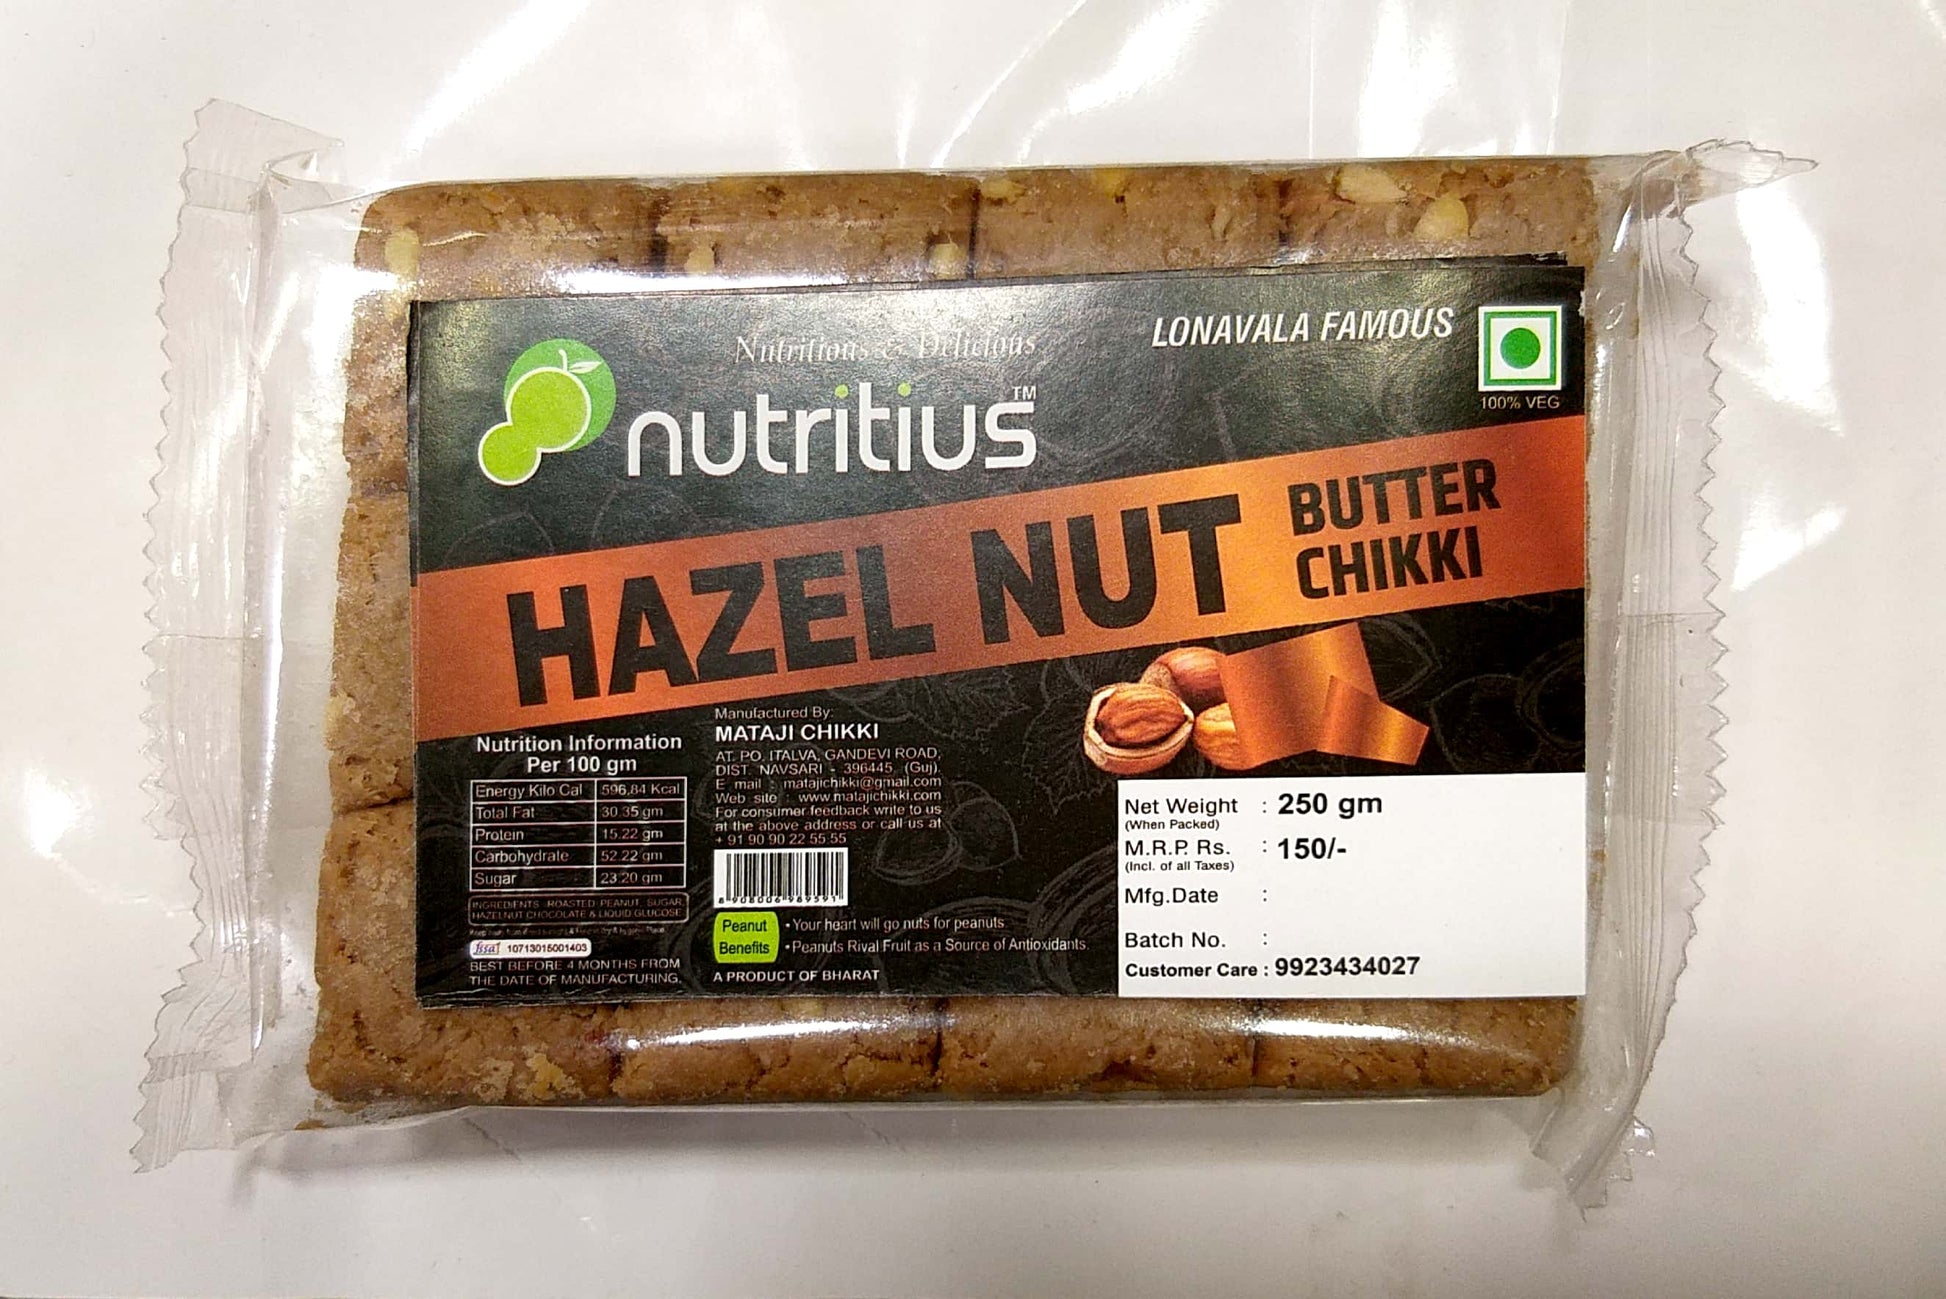 Nutritious & Delicious
nutritius™
LONAVALA FAMOUS
100% VEG
HAZEL NUT
BUTTER
CHIKKI
Nutrition Information
Per 100 gm
Energy Kilo Cal 596.84 Kcal
Total Fat 30.35 gm
Protein 15.22 gm
Carbohydrate 52.22 gm
Sugar 23.20 gm
INGREDIENTS :ROASTED PEANUT, SUGAR,
HAZELNUT CHOCOLATE & LIQUID GLUCOSE
fssai 10713015001403
BEST BEFORE 4 MONTHS FROM
THE DATE OF MANUFACTURING.
Manufactured By:
MATAJI CHIKKI
AT. PO. ITALVA, GANDEVI ROAD,
DIST. NAVSARI - 396445. (Guj).
E mail : matajichikki@gmail.com
Web site : www.matajichikki.com
For consumer feedback write to us
at the above address or call us at
+ 91 90 90 22 55 55
8 908006 989591
Peanut
Benefits
• Your heart will go nuts for peanuts.
• Peanuts Rival Fruit as a Source of Antioxidants.
A PRODUCT OF BHARAT
Net Weight : 250 gm
(When Packed)
M.R.P. Rs. : 150/-
(Incl. of all Taxes)
Mfg.Date :
Batch No. :
Customer Care : 9923434027